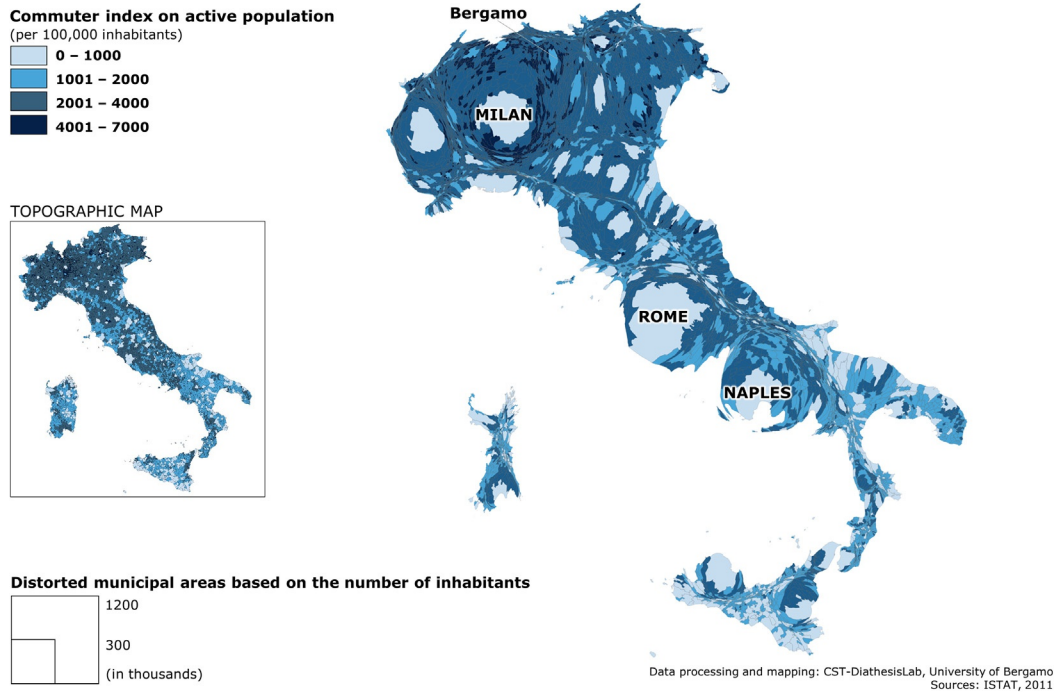 Commuter index on active population
(per 100,000 inhabitants)
0 – 1000
1001 – 2000
2001 – 4000
4001 – 7000
Bergamo
MILAN
TOPOGRAPHIC MAP
ROME
NAPLES
Distorted municipal areas based on the number of inhabitants
1200
300
(in thousands)
Data processing and mapping: CST-DiathesisLab, University of Bergamo
Sources: ISTAT, 2011